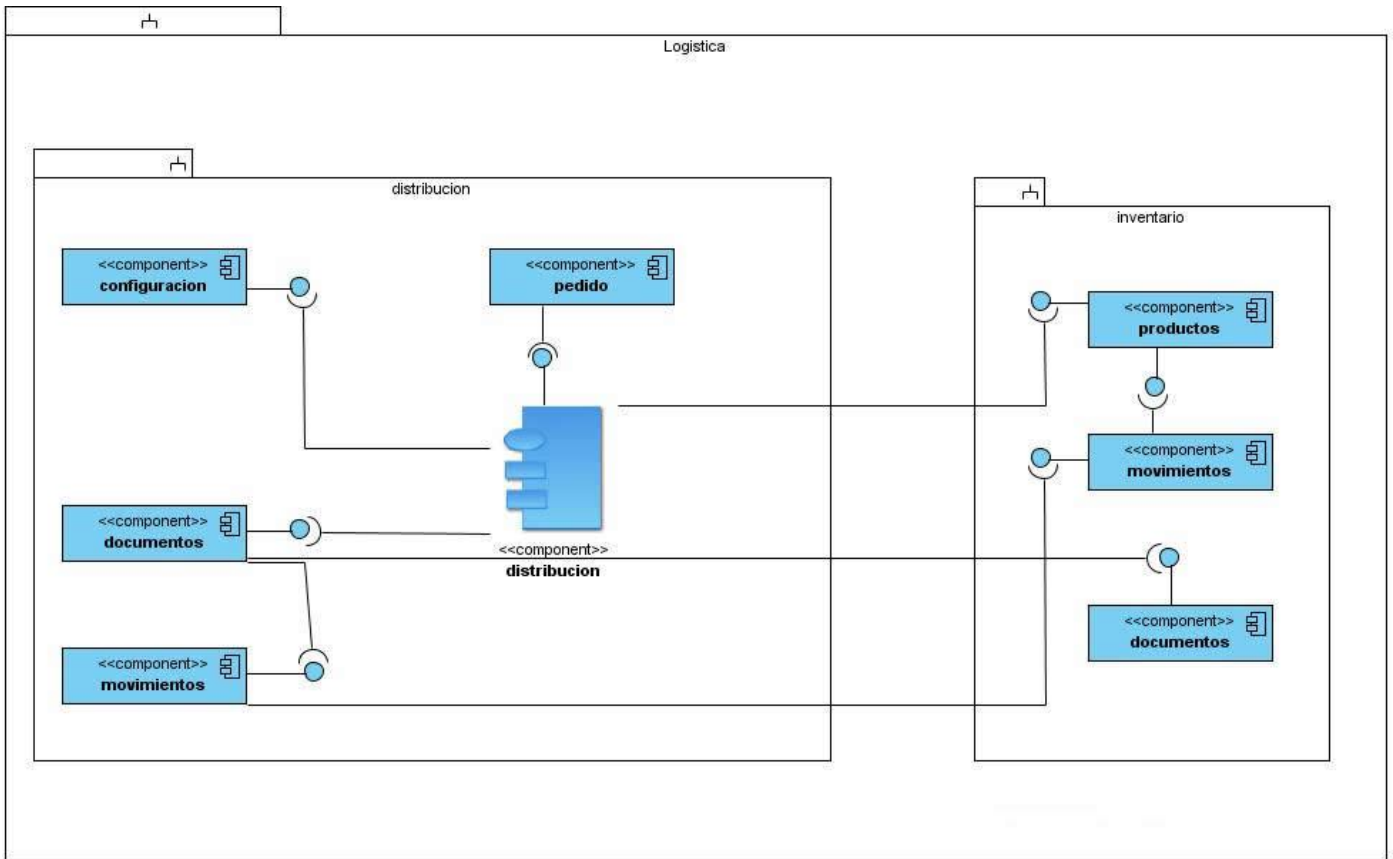 Logistica
distribucion
<<component>>
configuracion
<<component>>
pedido
<<component>>
documentos
<<component>>
distribucion
<<component>>
movimientos
inventario
<<component>>
productos
<<component>>
movimientos
<<component>>
documentos